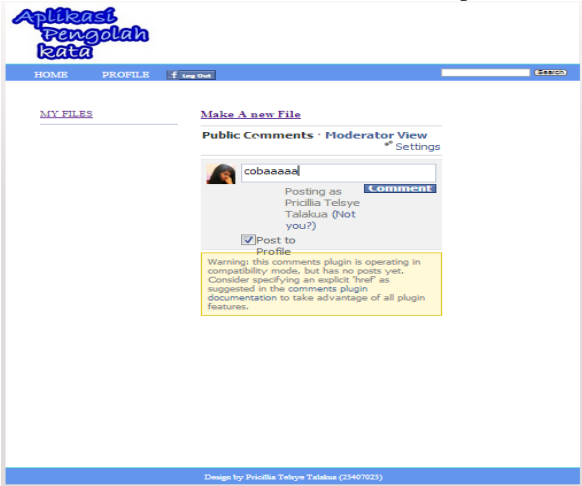 Aplikasi
Pengolah
kata
HOME PROFILE f Log Out Search
MY FILES
Make A new File
Public Comments · Moderator View
Settings
cobaaaaa
Posting as
Pricillia Telsye
Talakua (Not
you?)
Comment
Post to
Profile
Warning: this comments plugin is operating in
compatibility mode, but has no posts yet.
Consider specifying an explicit 'href' as
suggested in the comments plugin
documentation to take advantage of all plugin
features.
Design by Pricillia Telsye Talakua (23407023)